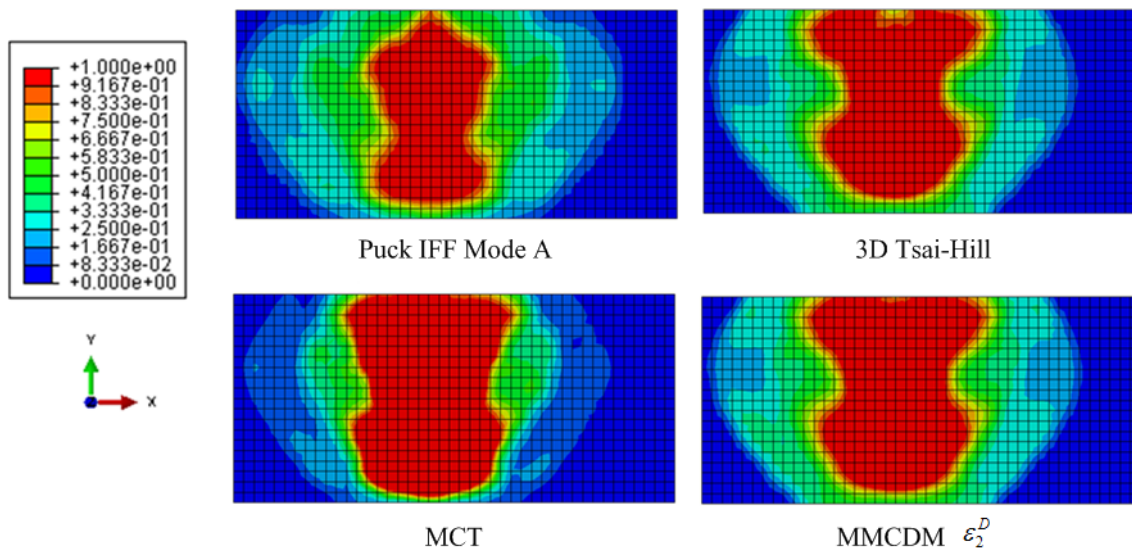 +1.000e+00
+9.167e-01
+8.333e-01
+7.500e-01
+6.667e-01
+5.833e-01
+5.000e-01
+4.167e-01
+3.333e-01
+2.500e-01
+1.667e-01
+8.333e-02
+0.000e+00
Y
X
Puck IFF Mode A
3D Tsai-Hill
MCT
MMCDM ε₂ᴰ